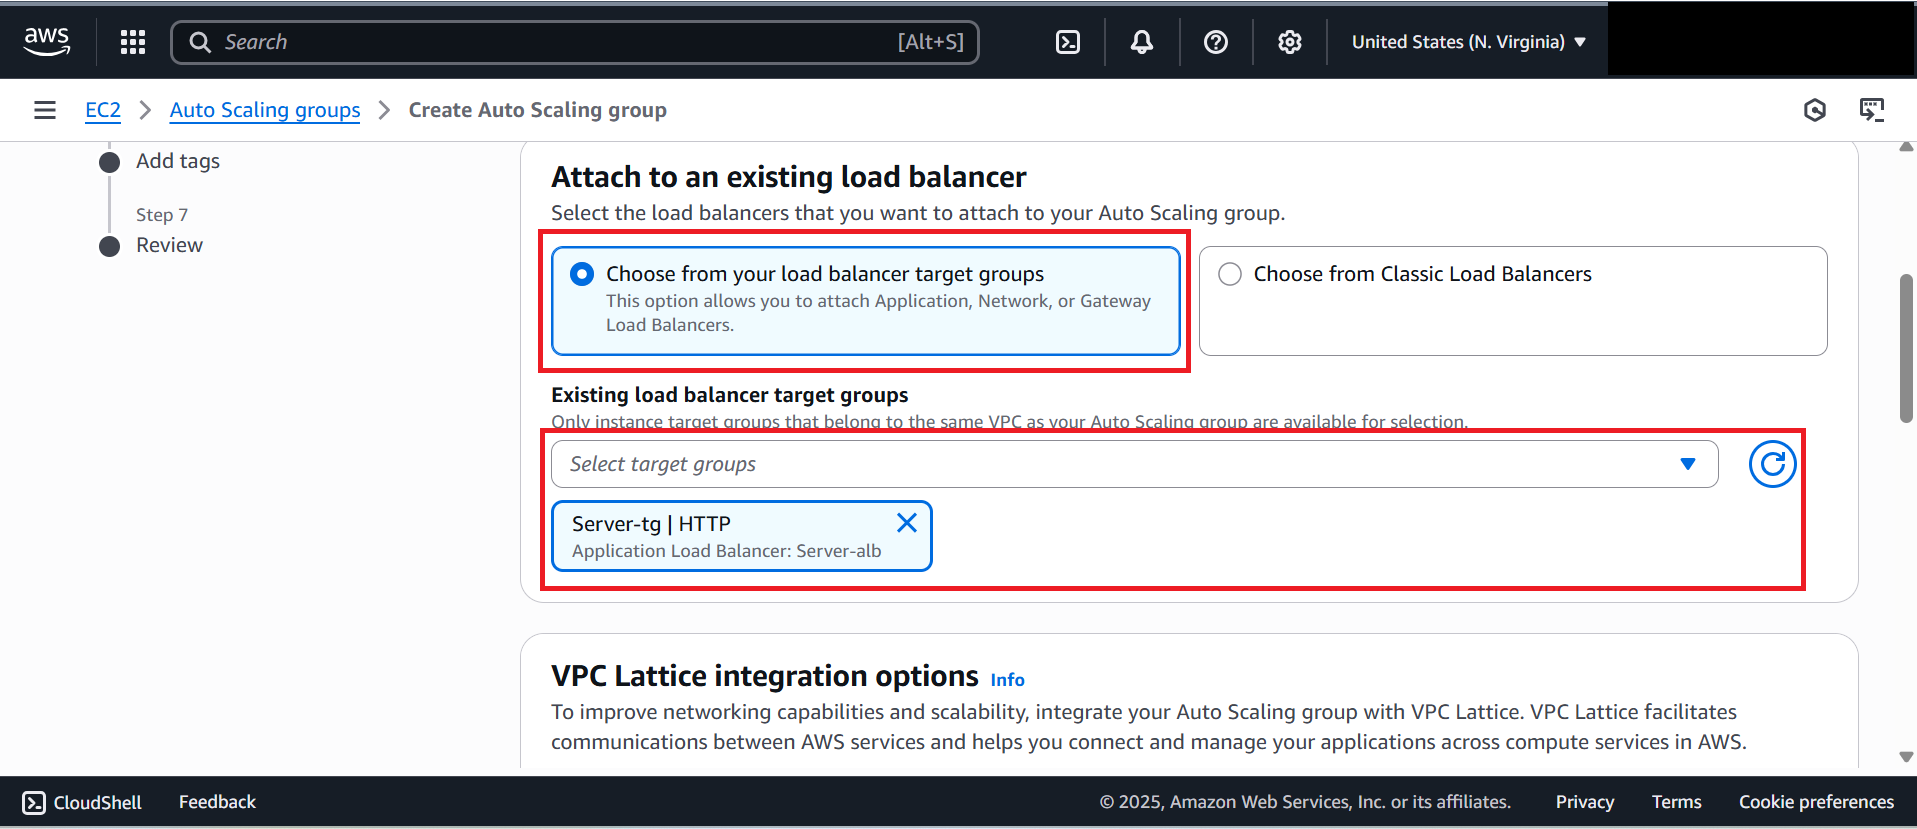 aws
Search [Alt+S]
United States (N. Virginia)
EC2 Auto Scaling groups Create Auto Scaling group
Add tags
Step 7
Review
Attach to an existing load balancer
Select the load balancers that you want to attach to your Auto Scaling group.
Choose from your load balancer target groups
This option allows you to attach Application, Network, or Gateway
Load Balancers.
Choose from Classic Load Balancers
Existing load balancer target groups
Only instance target groups that belong to the same VPC as your Auto Scaling group are available for selection.
Select target groups
Server-tg | HTTP
Application Load Balancer: Server-alb
VPC Lattice integration options Info
To improve networking capabilities and scalability, integrate your Auto Scaling group with VPC Lattice. VPC Lattice facilitates
communications between AWS services and helps you connect and manage your applications across compute services in AWS.
CloudShell Feedback © 2025, Amazon Web Services, Inc. or its affiliates. Privacy Terms Cookie preferences